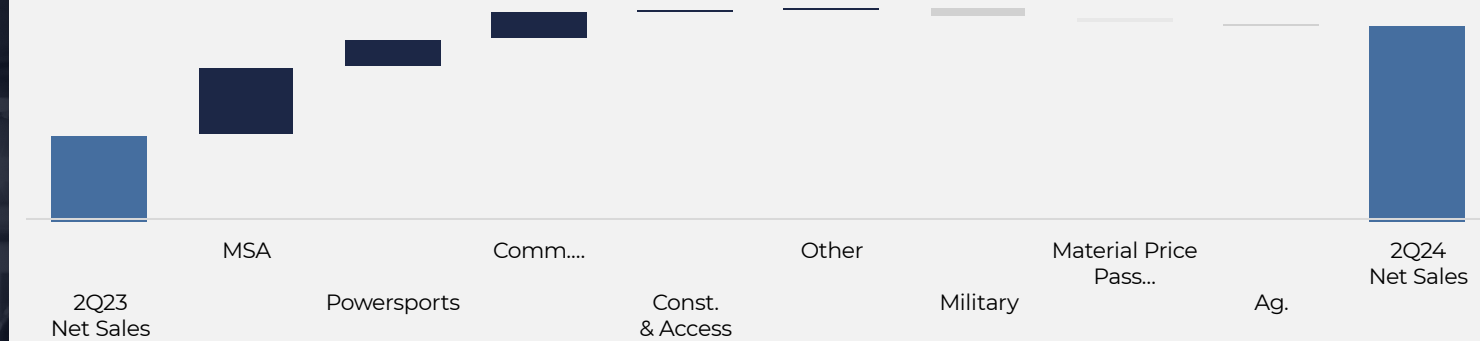 2Q23
Net Sales
MSA
Powersports
Comm....
Const.
& Access
Other
Military
Material Price
Pass...
Ag.
2Q24
Net Sales